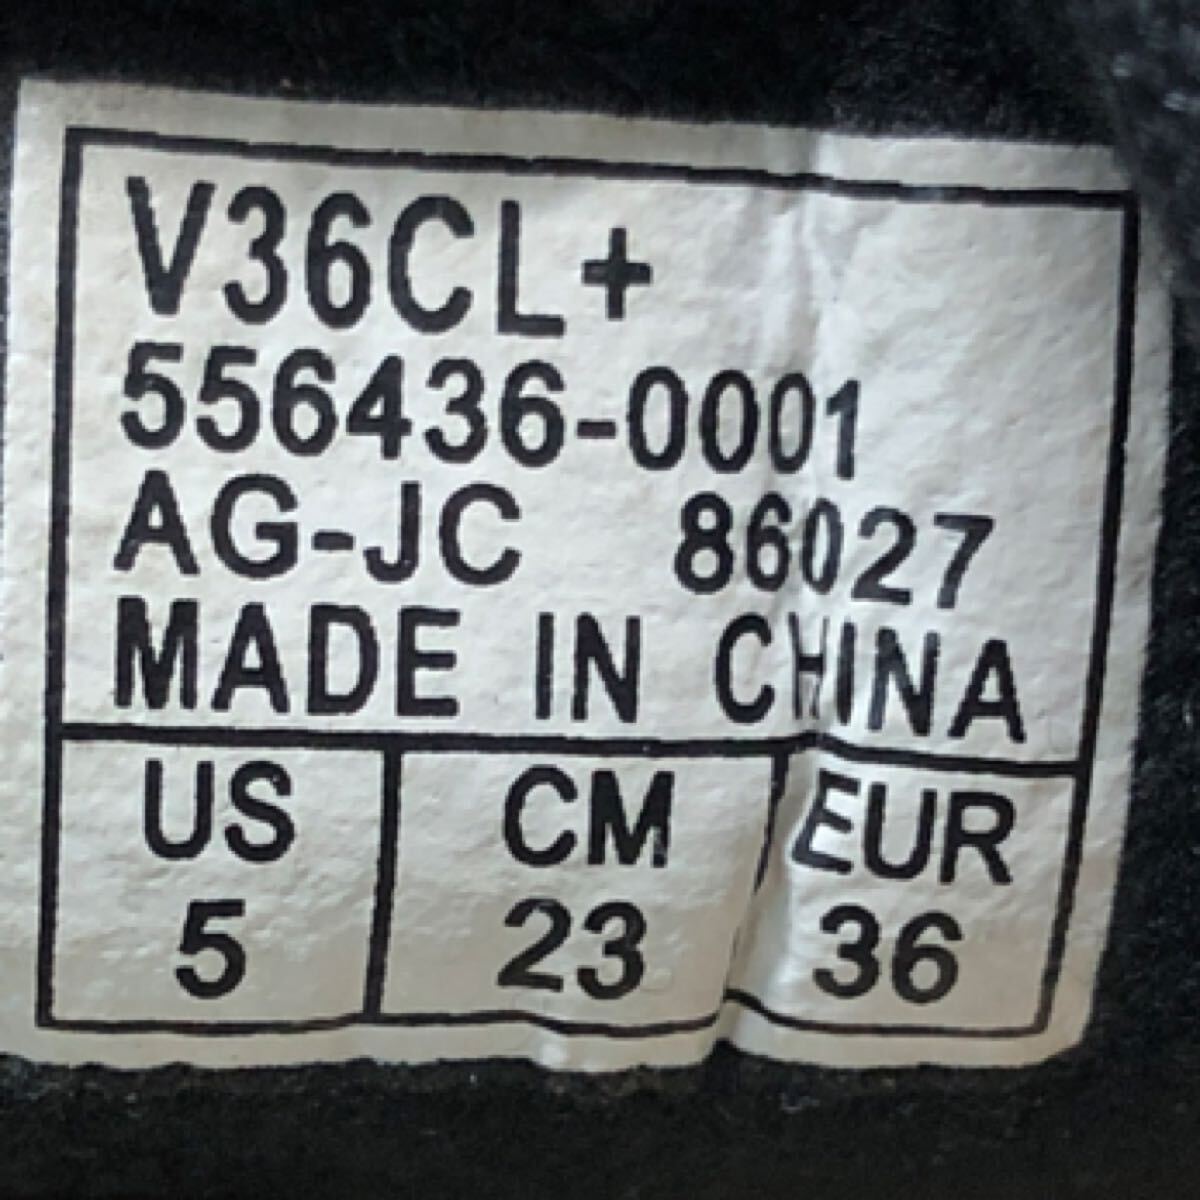 V36CL+
556436-0001
AG-JC 86027
MADE IN CHINA
US CM EUR
5 23 36